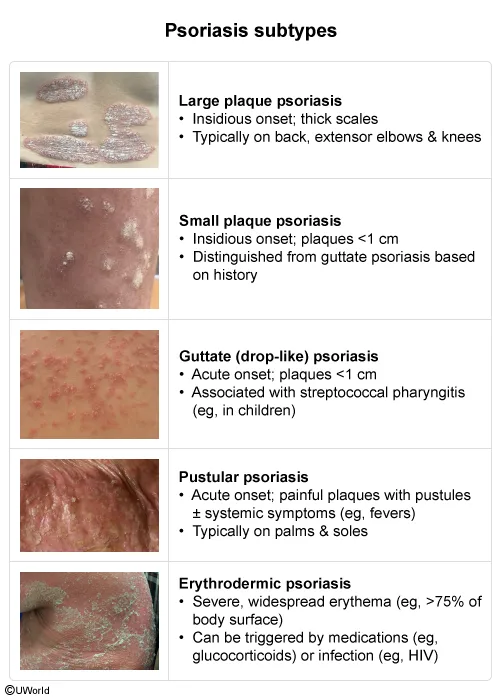 Psoriasis subtypes
Large plaque psoriasis
• Insidious onset; thick scales
• Typically on back, extensor elbows & knees
Small plaque psoriasis
• Insidious onset; plaques <1 cm
• Distinguished from guttate psoriasis based
on history
Guttate (drop-like) psoriasis
• Acute onset; plaques <1 cm
• Associated with streptococcal pharyngitis
(eg, in children)
Pustular psoriasis
• Acute onset; painful plaques with pustules
± systemic symptoms (eg, fevers)
• Typically on palms & soles
Erythrodermic psoriasis
• Severe, widespread erythema (eg, >75% of
body surface)
• Can be triggered by medications (eg,
glucocorticoids) or infection (eg, HIV)
©UWorld